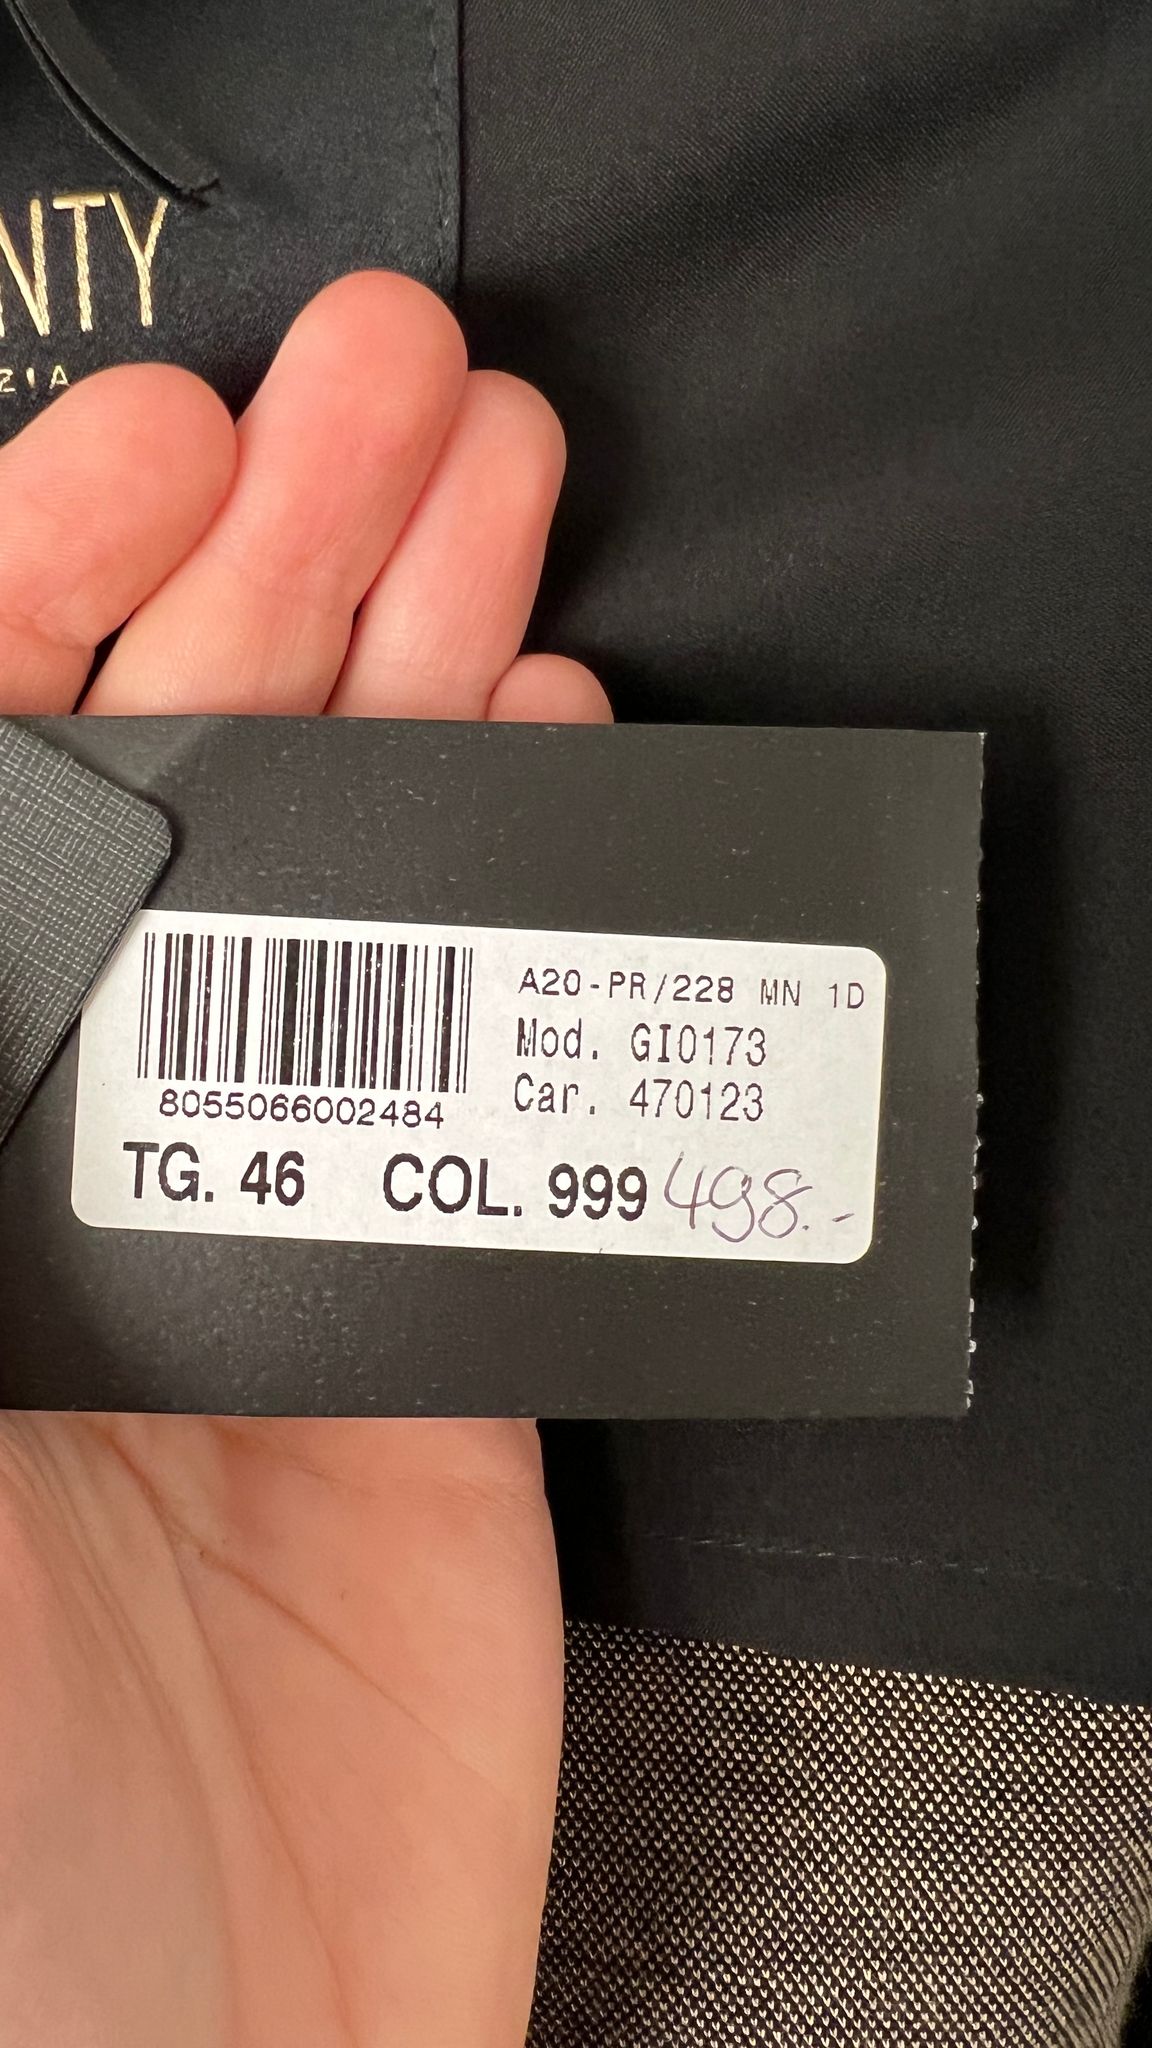 NTY
ZIA
A20-PR/228 MN 1D
Mod. GI0173
Car. 470123
8055066002484
TG. 46 COL. 999 498.-